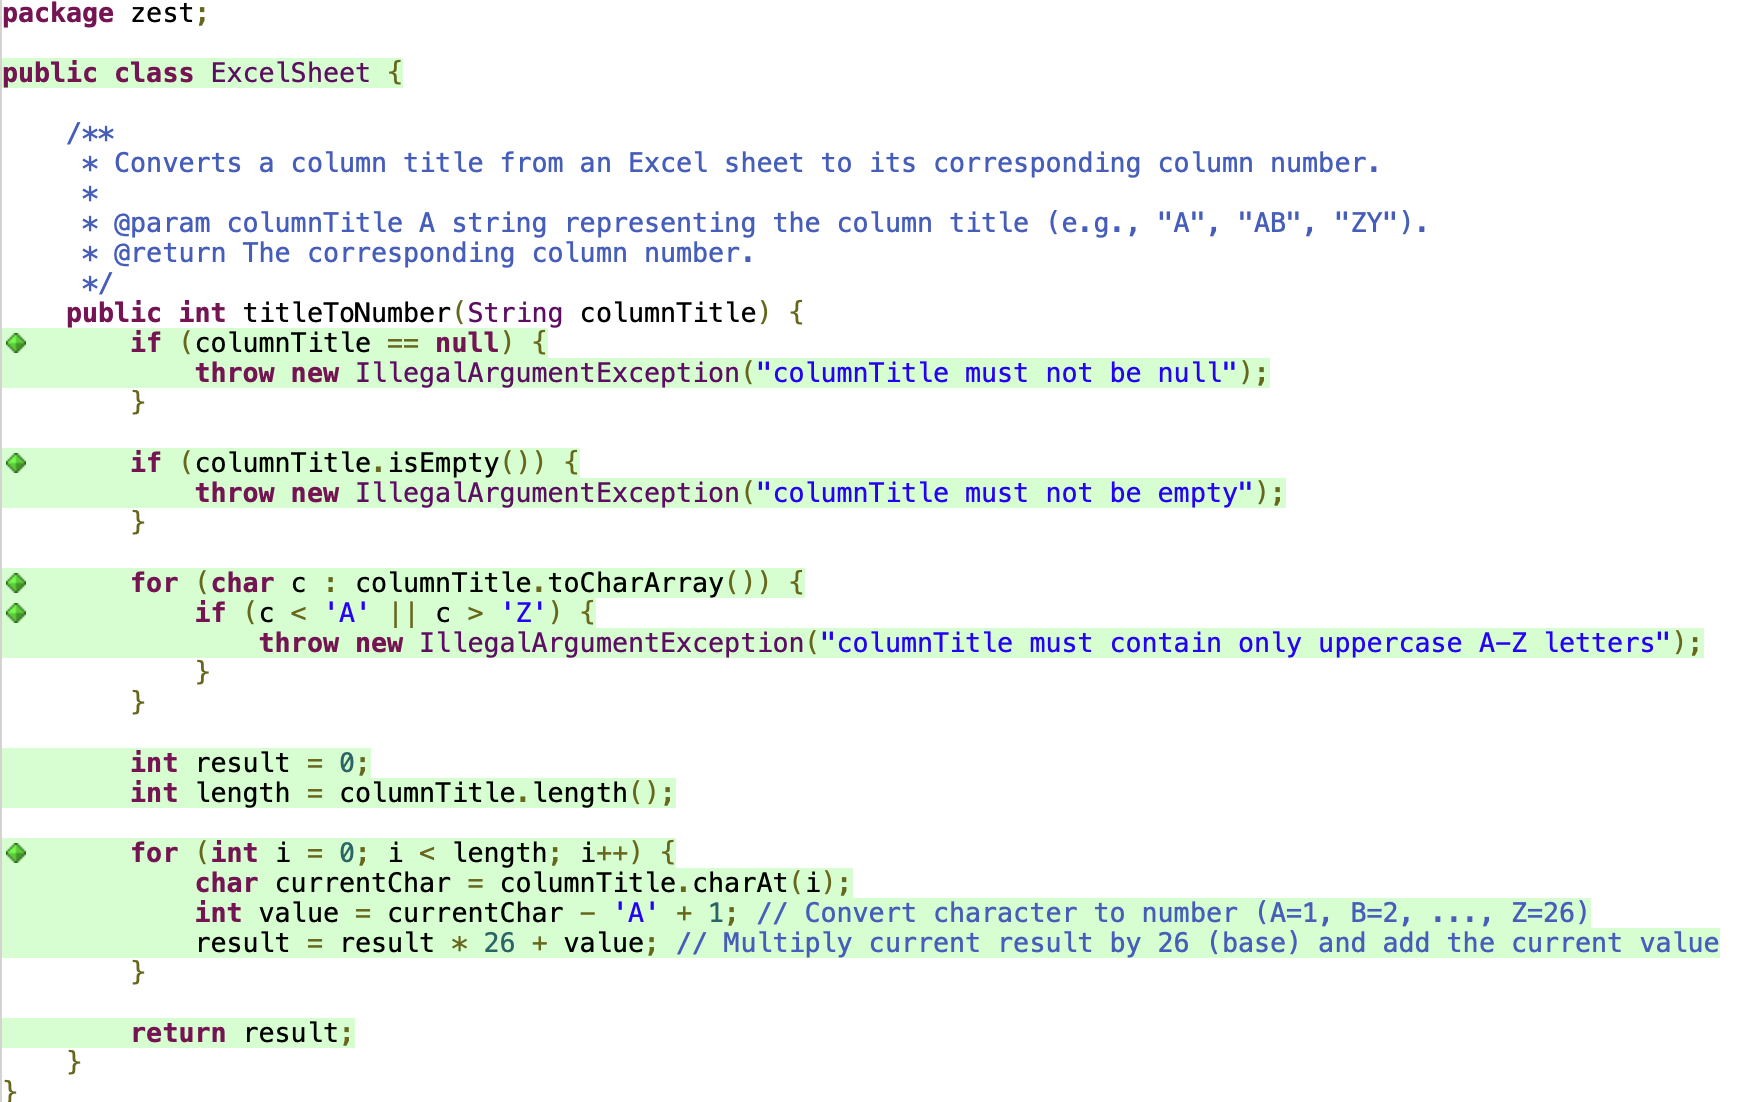 package zest;
public class ExcelSheet {
/**
* Converts a column title from an Excel sheet to its corresponding column number.
*
* @param columnTitle A string representing the column title (e.g., "A", "AB", "ZY").
* @return The corresponding column number.
*/
public int titleToNumber(String columnTitle) {
if (columnTitle == null) {
throw new IllegalArgumentException("columnTitle must not be null");
}
if (columnTitle.isEmpty()) {
throw new IllegalArgumentException("columnTitle must not be empty");
}
for (char c : columnTitle.toCharArray()) {
if (c < 'A' || c > 'Z') {
throw new IllegalArgumentException("columnTitle must contain only uppercase A–Z letters");
}
}
int result = 0;
int length = columnTitle.length();
for (int i = 0; i < length; i++) {
char currentChar = columnTitle.charAt(i);
int value = currentChar - 'A' + 1; // Convert character to number (A=1, B=2, ..., Z=26)
result = result * 26 + value; // Multiply current result by 26 (base) and add the current value
}
return result;
}
}